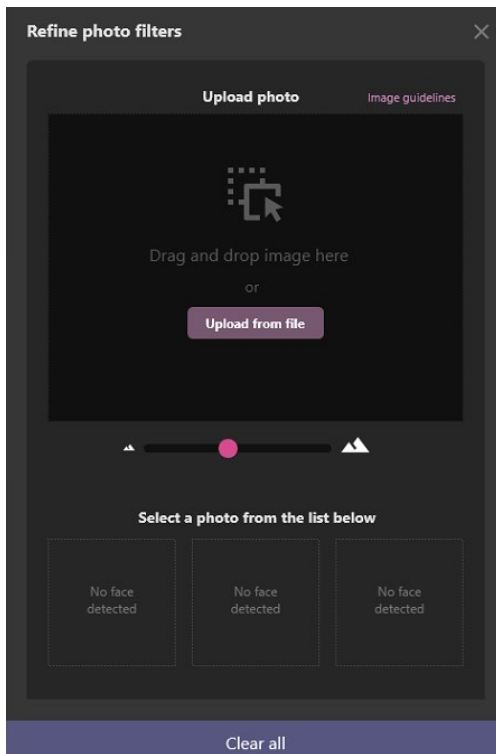 Refine photo filters
Upload photo
Image guidelines
Drag and drop image here
or
Upload from file
Select a photo from the list below
No face
detected
No face
detected
No face
detected
Clear all